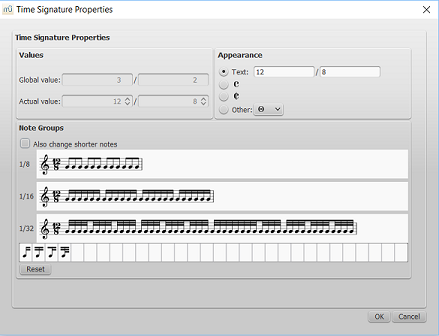 mu Time Signature Properties
Time Signature Properties
Values
Global value: 3 / 2
Actual value: 12 / 8
Appearance
Text: 12 / 8
Other:
Note Groups
Also change shorter notes
1/8
1/16
1/32
Reset
OK Cancel